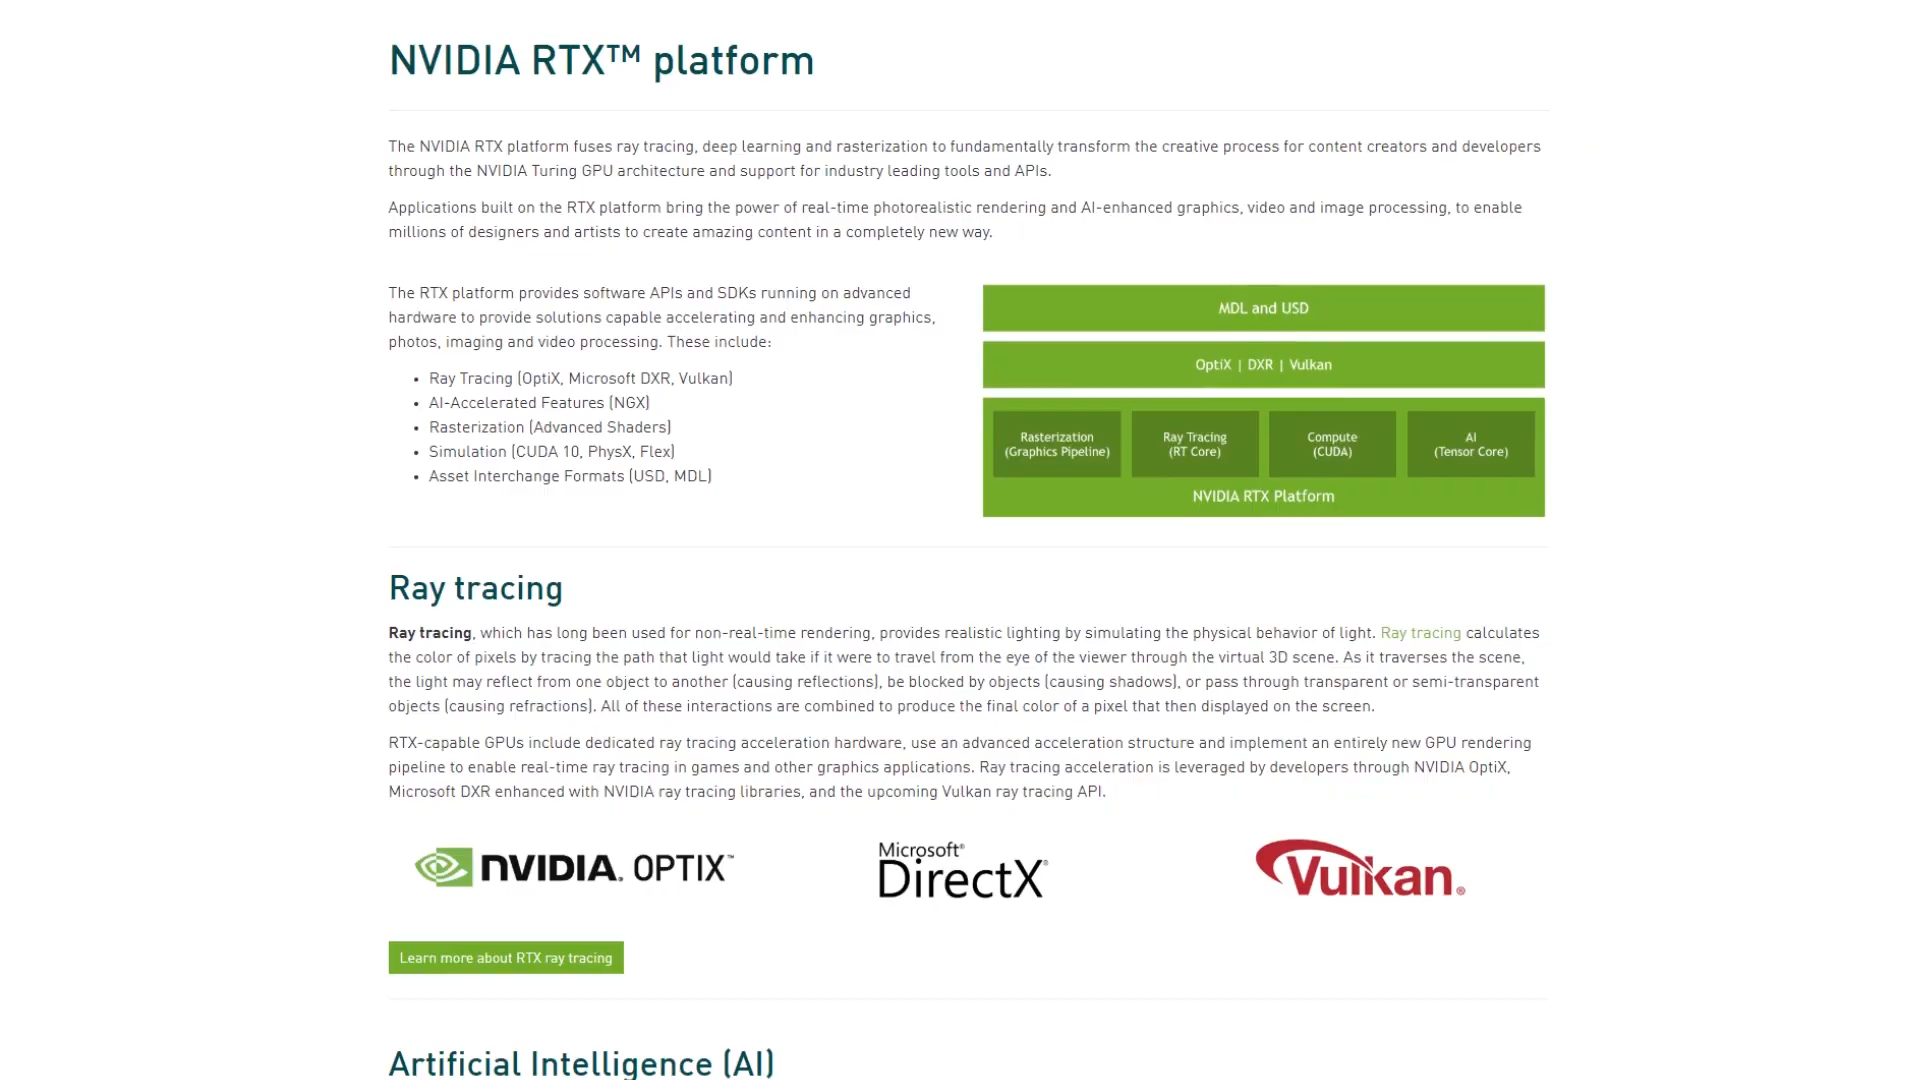 NVIDIA RTX™ platform
The NVIDIA RTX platform fuses ray tracing, deep learning and rasterization to fundamentally transform the creative process for content creators and developers
through the NVIDIA Turing GPU architecture and support for industry leading tools and APIs.
Applications built on the RTX platform bring the power of real-time photorealistic rendering and AI-enhanced graphics, video and image processing, to enable
millions of designers and artists to create amazing content in a completely new way.
The RTX platform provides software APIs and SDKs running on advanced
hardware to provide solutions capable accelerating and enhancing graphics,
photos, imaging and video processing. These include:
• Ray Tracing (OptiX, Microsoft DXR, Vulkan)
• AI-Accelerated Features (NGX)
• Rasterization (Advanced Shaders)
• Simulation (CUDA 10, PhysX, Flex)
• Asset Interchange Formats (USD, MDL)
MDL and USD
OptiX | DXR | Vulkan
Rasterization
(Graphics Pipeline)
Ray Tracing
(RT Core)
Compute
(CUDA)
AI
(Tensor Core)
NVIDIA RTX Platform
Ray tracing
Ray tracing, which has long been used for non-real-time rendering, provides realistic lighting by simulating the physical behavior of light. Ray tracing calculates
the color of pixels by tracing the path that light would take if it were to travel from the eye of the viewer through the virtual 3D scene. As it traverses the scene,
the light may reflect from one object to another (causing reflections), be blocked by objects (causing shadows), or pass through transparent or semi-transparent
objects (causing refractions). All of these interactions are combined to produce the final color of a pixel that then displayed on the screen.
RTX-capable GPUs include dedicated ray tracing acceleration hardware, use an advanced acceleration structure and implement an entirely new GPU rendering
pipeline to enable real-time ray tracing in games and other graphics applications. Ray tracing acceleration is leveraged by developers through NVIDIA OptiX,
Microsoft DXR enhanced with NVIDIA ray tracing libraries, and the upcoming Vulkan ray tracing API.
NVIDIA. OPTIX™
Microsoft®
DirectX®
Vulkan®
Learn more about RTX ray tracing
Artificial Intelligence (AI)